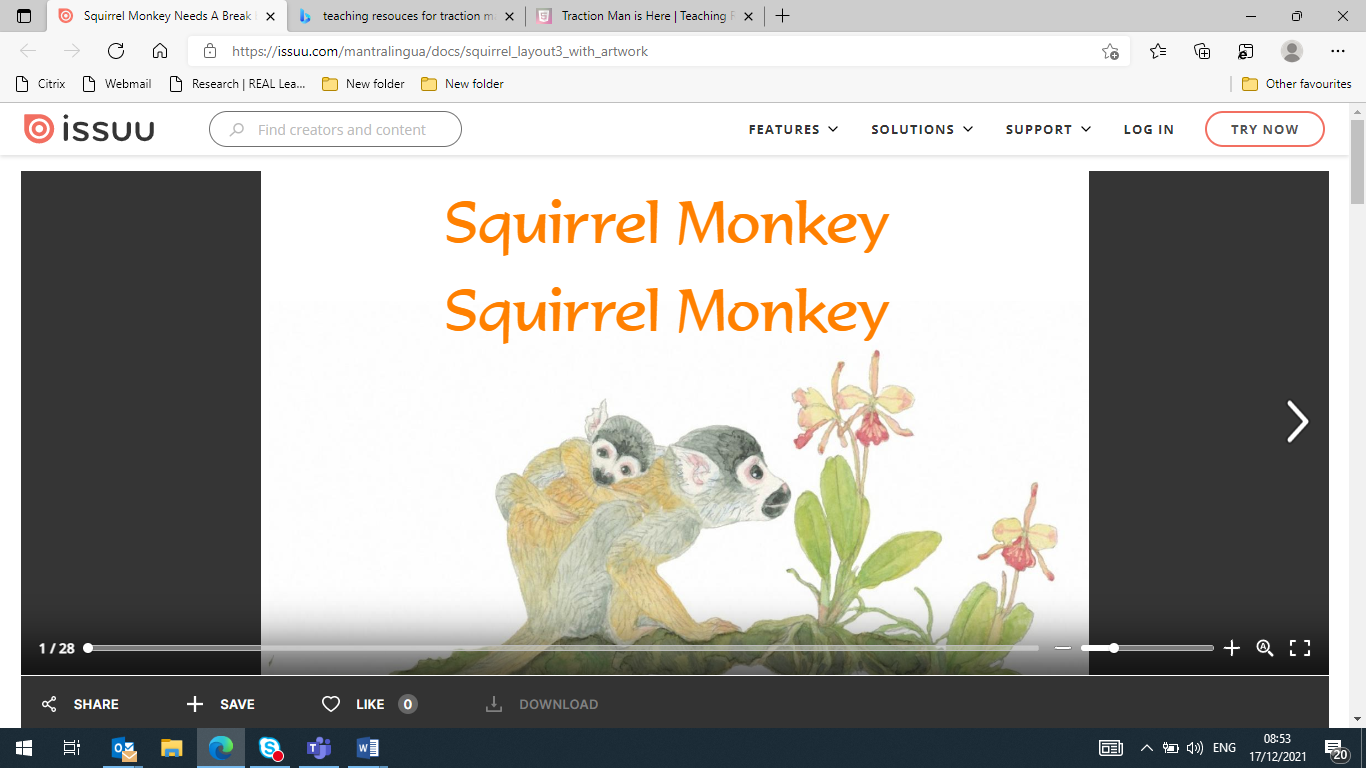 Squirrel Monkey Needs A Break
teaching resouces for traction m
Traction Man is Here | Teaching R
https://issuu.com/mantralingua/docs/squirrel_layout3_with_artwork
Citrix
Webmail
Research | REAL Lea...
New folder
New folder
Other favourites
issuu
Find creators and content
FEATURES
SOLUTIONS
SUPPORT
LOG IN
TRY NOW
Squirrel Monkey
Squirrel Monkey
1 / 28
SHARE
SAVE
LIKE 0
DOWNLOAD
ENG
08:53
17/12/2021
20